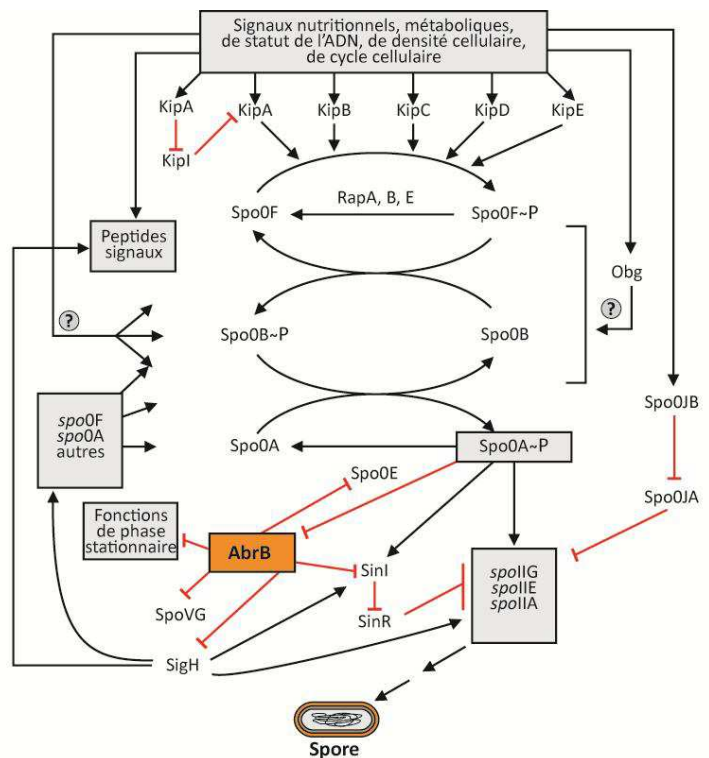 Signaux nutritionnels, métaboliques,
de statut de l'ADN, de densité cellulaire,
de cycle cellulaire
KipA
KipA
KipB
KipC
KipD
KipE
KipI
Spo0F
RapA, B, E
Spo0F~P
Peptides
signaux
Obg
?
?
Spo0B~P
Spo0B
Spo0JB
spo0F
spo0A
autres
Spo0A
Spo0A~P
Spo0E
Spo0JA
Fonctions
de phase
stationnaire
AbrB
SinI
spoIIG
spoIIE
spoIIA
SpoVG
SinR
SigH
Spore